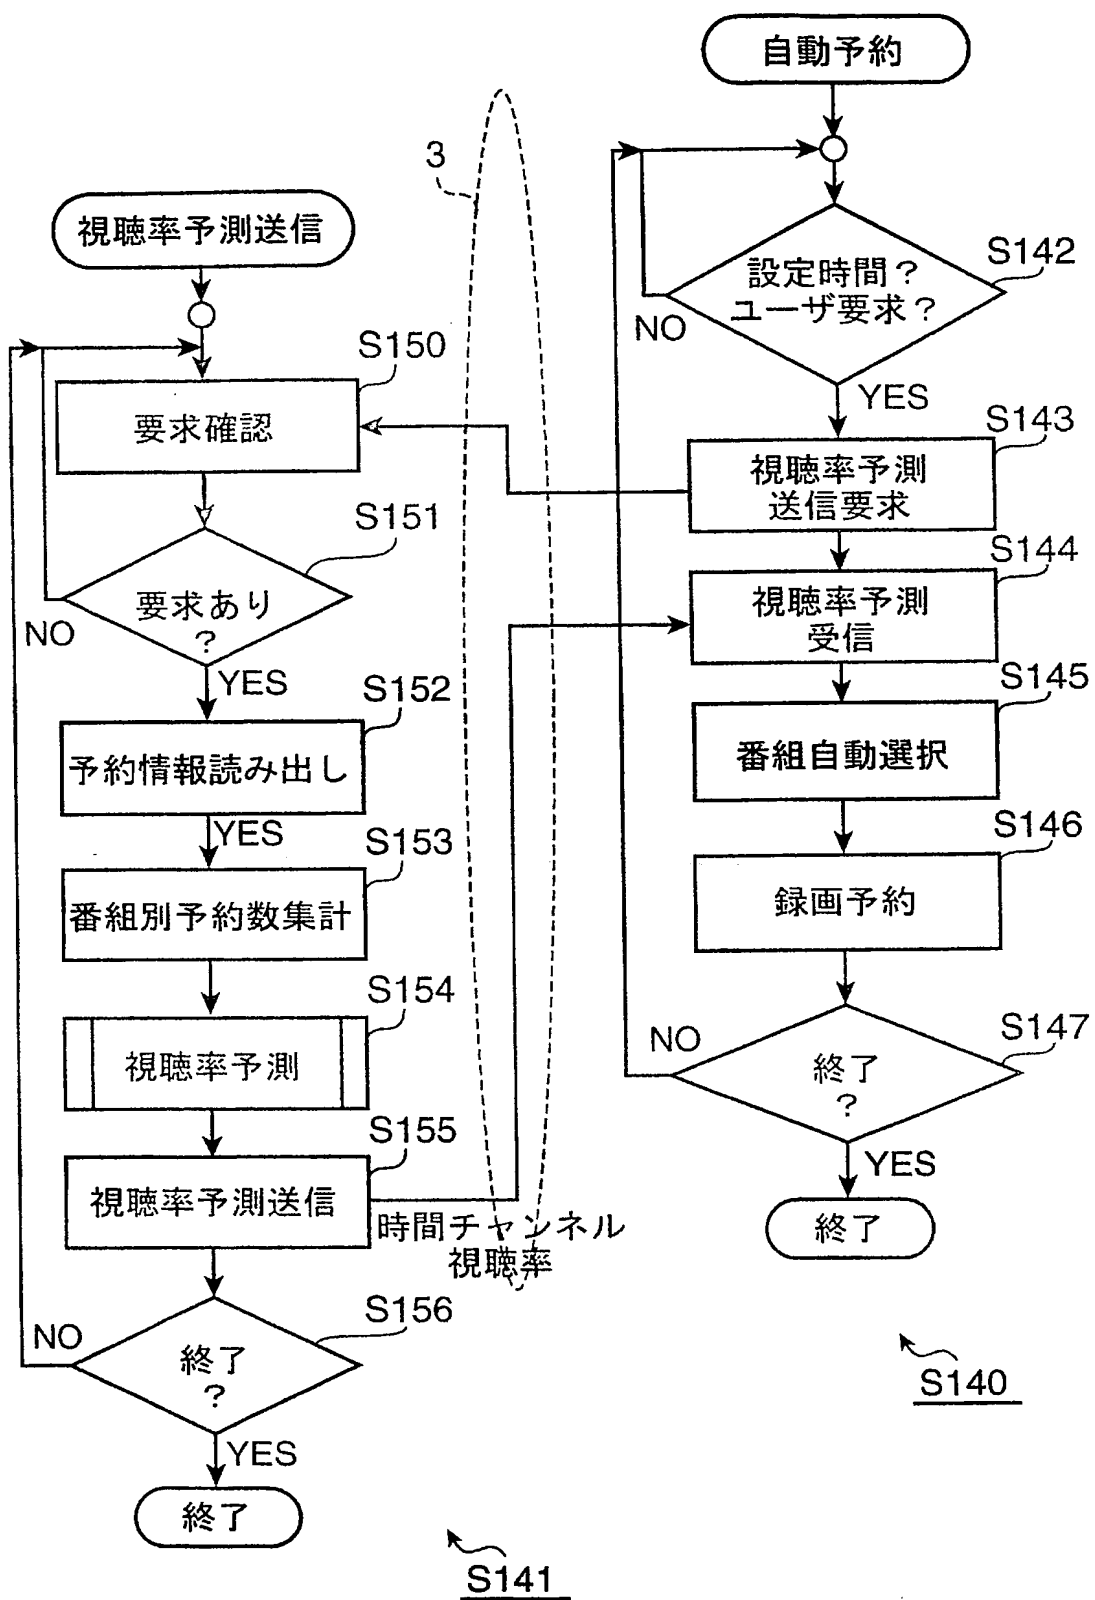 自動予約
設定時間?
ユーザ要求?
S142
NO
YES
視聴率予測
送信要求
S143
視聴率予測
受信
S144
番組自動選択
S145
録画予約
S146
終了
?
S147
NO
YES
終了
S140
3
視聴率予測送信
要求確認
S150
要求あり
?
S151
NO
YES
予約情報読み出し
S152
YES
番組別予約数集計
S153
視聴率予測
S154
視聴率予測送信
S155
時間チャンネル
視聴率
終了
?
S156
NO
YES
終了
S141